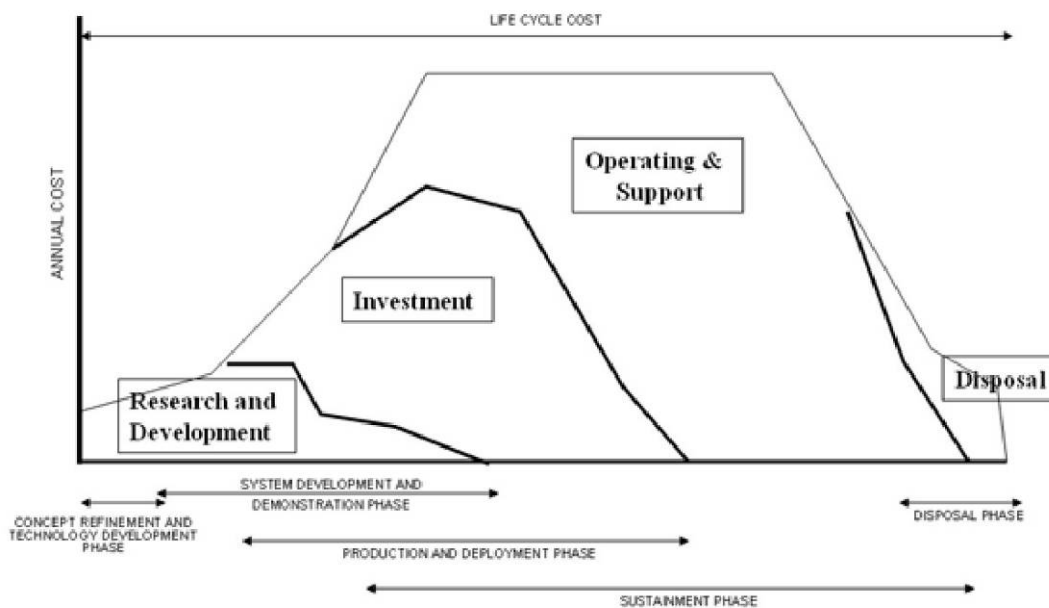 LIFE CYCLE COST
ANNUAL COST
Operating &
Support
Investment
Research and
Development
Disposal
SYSTEM DEVELOPMENT AND
DEMONSTRATION PHASE
CONCEPT REFINEMENT AND
TECHNOLOGY DEVELOPMENT
PHASE
DISPOSAL PHASE
PRODUCTION AND DEPLOYMENT PHASE
SUSTAINMENT PHASE